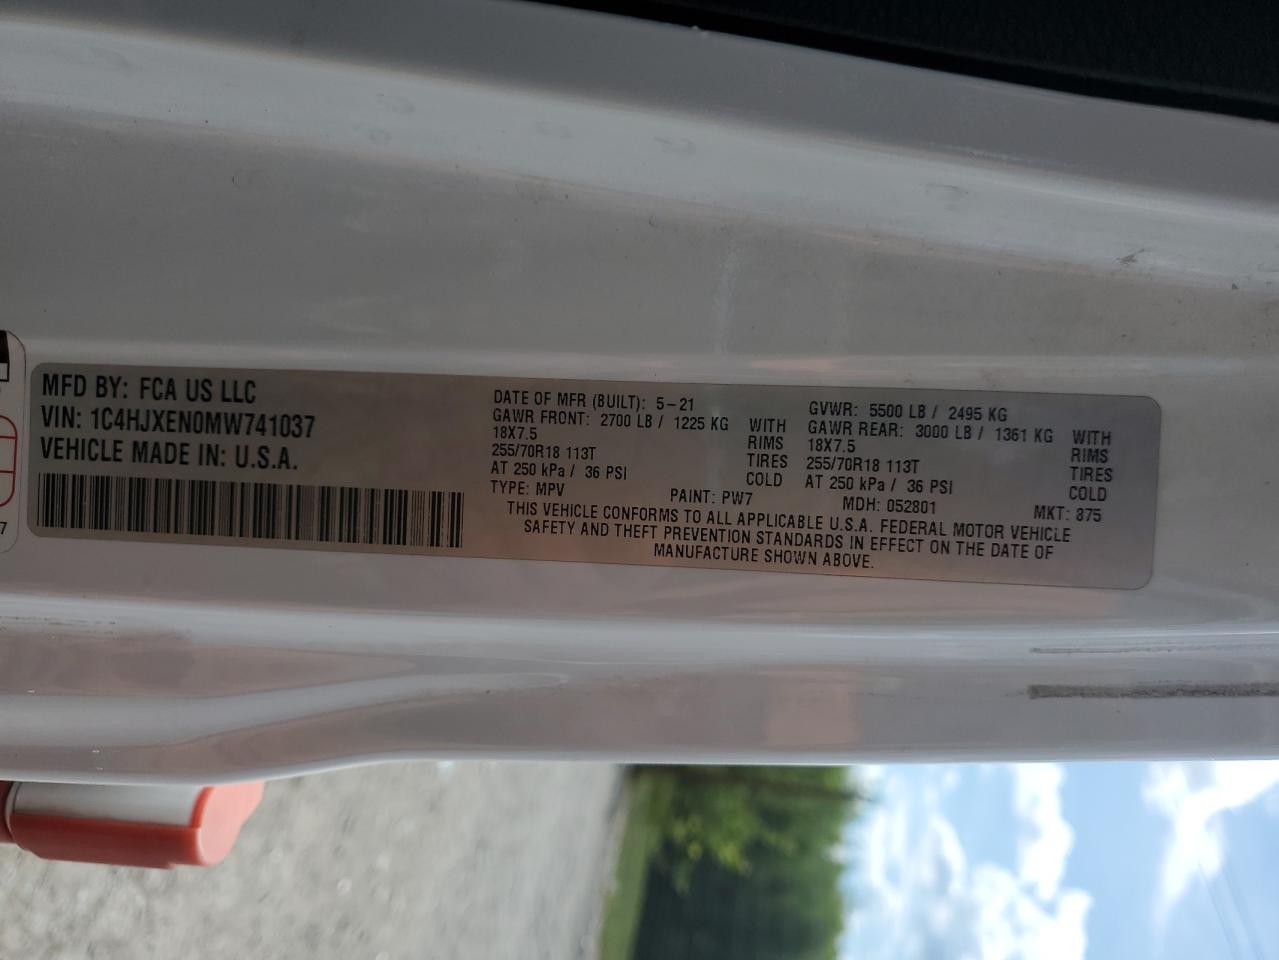 MFD BY: FCA US LLC
VIN: 1C4HJXEN0MW741037
VEHICLE MADE IN: U.S.A.
DATE OF MFR (BUILT): 5-21
GAWR FRONT: 2700 LB / 1225 KG WITH
18X7.5 RIMS
255/70R18 113T TIRES
AT 250 kPa / 36 PSI COLD
GVWR: 5500 LB / 2495 KG
GAWR REAR: 3000 LB / 1361 KG WITH
18X7.5 RIMS
255/70R18 113T TIRES
AT 250 kPa / 36 PSI COLD
TYPE: MPV PAINT: PW7 MDH: 052801 MKT: 875
THIS VEHICLE CONFORMS TO ALL APPLICABLE U.S.A. FEDERAL MOTOR VEHICLE
SAFETY AND THEFT PREVENTION STANDARDS IN EFFECT ON THE DATE OF
MANUFACTURE SHOWN ABOVE.
7